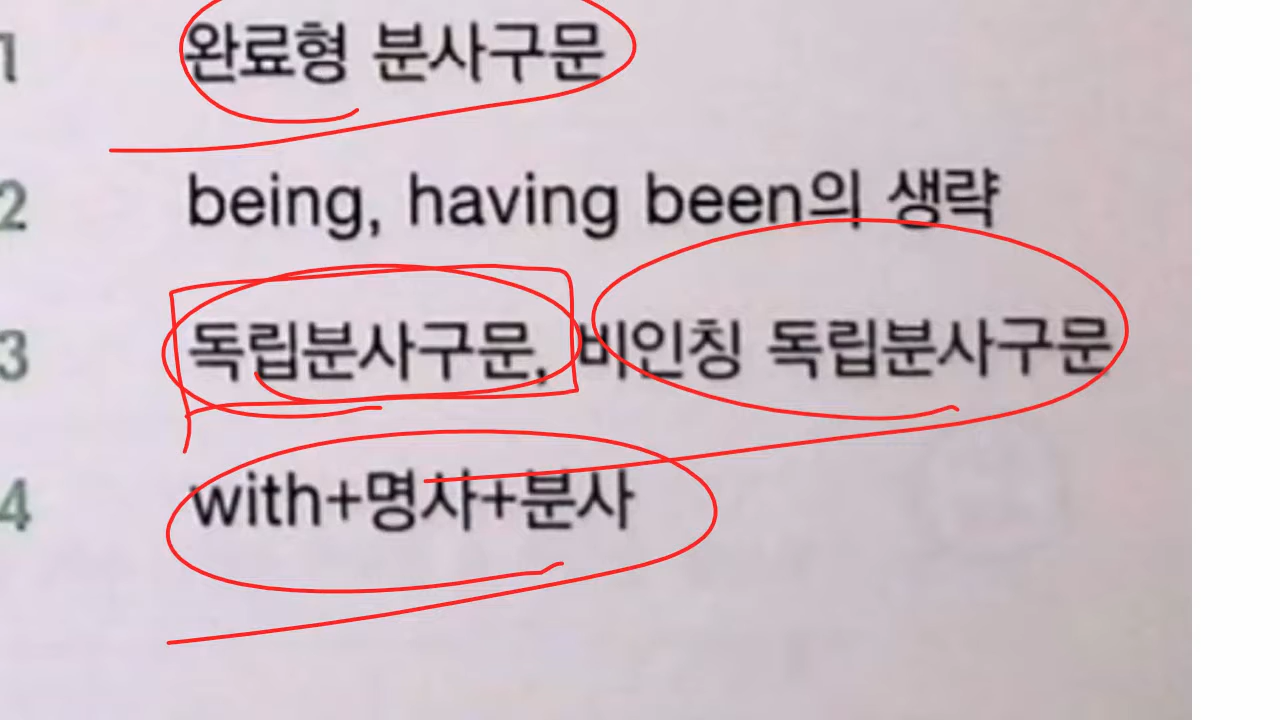 1 완료형 분사구문
2 being, having been의 생략
3 독립분사구문, 비인칭 독립분사구문
4 with+명사+분사